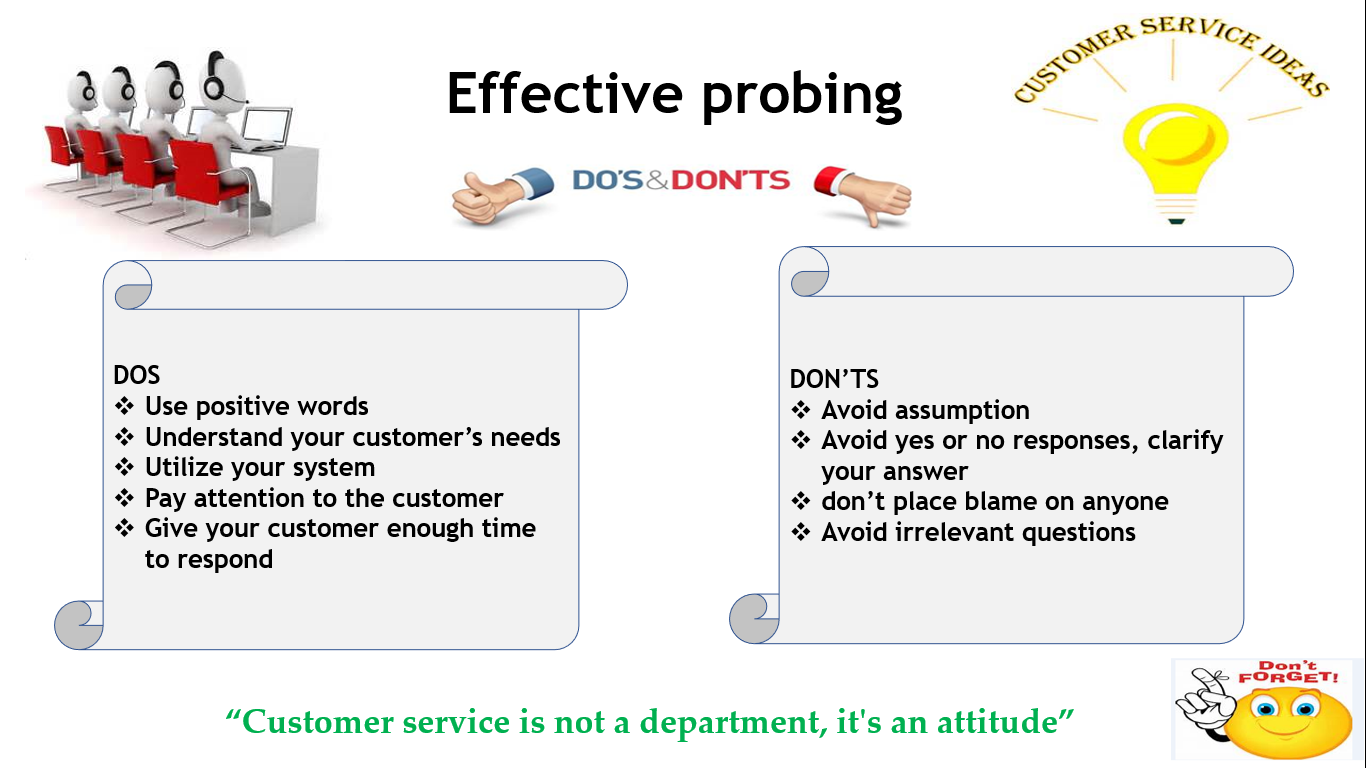 CUSTOMER SERVICE IDEAS
Effective probing
DO'S&DON'TS
DOS
❖ Use positive words
❖ Understand your customer’s needs
❖ Utilize your system
❖ Pay attention to the customer
❖ Give your customer enough time
to respond
DON’TS
❖ Avoid assumption
❖ Avoid yes or no responses, clarify
your answer
❖ don’t place blame on anyone
❖ Avoid irrelevant questions
“Customer service is not a department, it's an attitude”
Don't
FORGET!